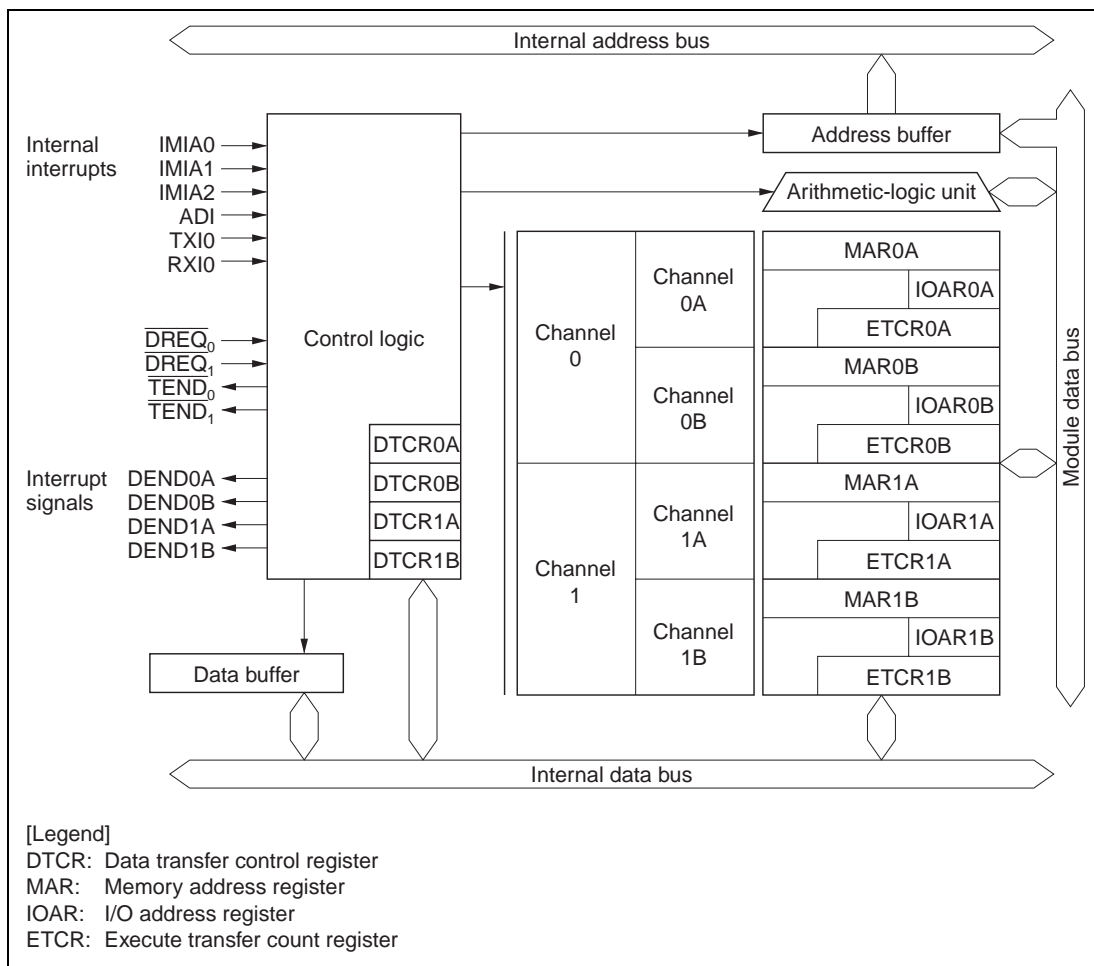 Internal address bus
Internal
interrupts
IMIA0
IMIA1
IMIA2
ADI
TXI0
RXI0
DREQ0
DREQ1
TEND0
TEND1
Interrupt
signals
DEND0A
DEND0B
DEND1A
DEND1B
Control logic
DTCR0A
DTCR0B
DTCR1A
DTCR1B
Data buffer
Address buffer
Arithmetic-logic unit
Channel
0
Channel
0A
MAR0A
IOAR0A
ETCR0A
Channel
0B
MAR0B
IOAR0B
ETCR0B
Channel
1
Channel
1A
MAR1A
IOAR1A
ETCR1A
Channel
1B
MAR1B
IOAR1B
ETCR1B
Module data bus
Internal data bus
[Legend]
DTCR: Data transfer control register
MAR: Memory address register
IOAR: I/O address register
ETCR: Execute transfer count register